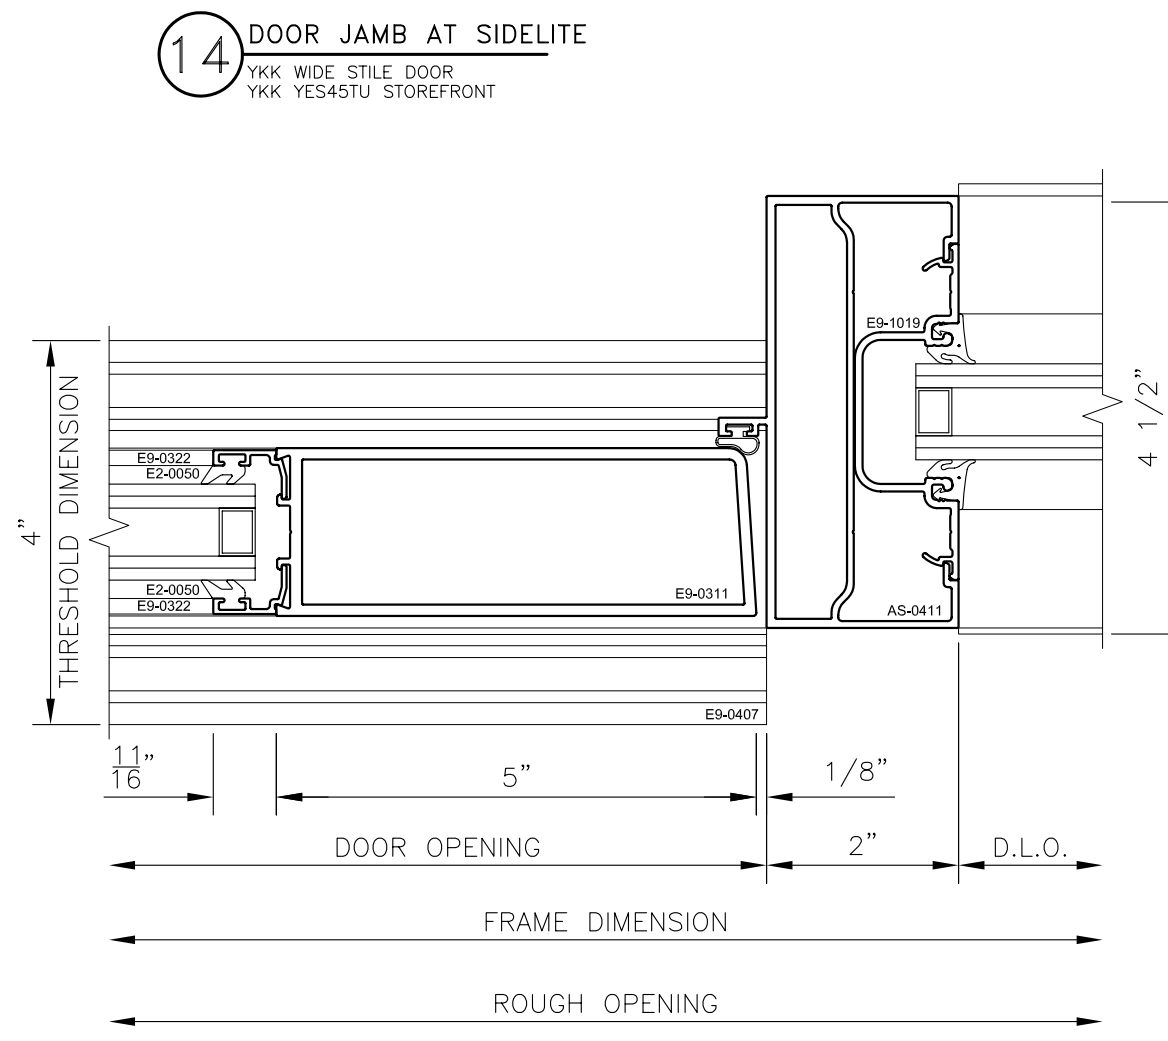 14
DOOR JAMB AT SIDELITE
YKK WIDE STILE DOOR
YKK YES45TU STOREFRONT
E9-1019
4 1/2”
THRESHOLD DIMENSION
4”
E9-0322
E2-0050
E2-0050
E9-0322
E9-0311
AS-0411
E9-0407
11/16”
5”
1/8”
DOOR OPENING
2”
D.L.O.
FRAME DIMENSION
ROUGH OPENING